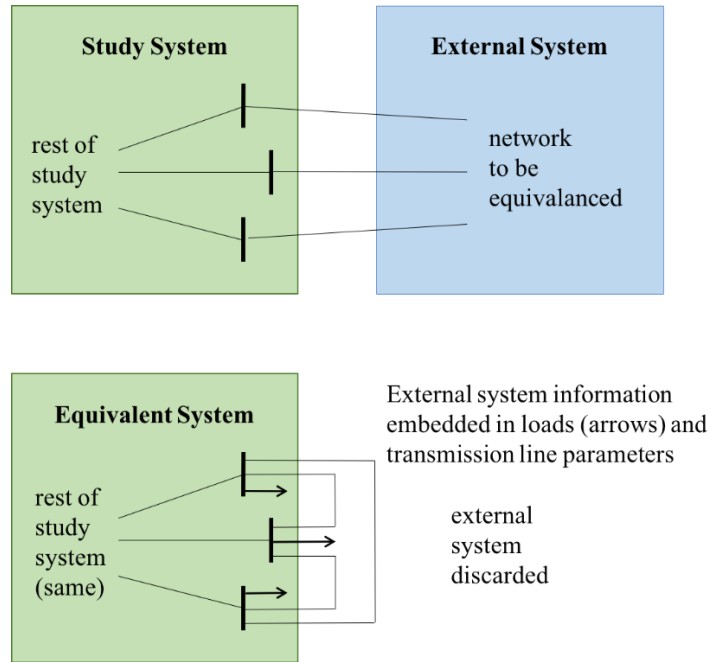 Study System
External System
rest of
study
system
network
to be
equivalanced
Equivalent System
rest of
study
system
(same)
External system information
embedded in loads (arrows) and
transmission line parameters
external
system
discarded